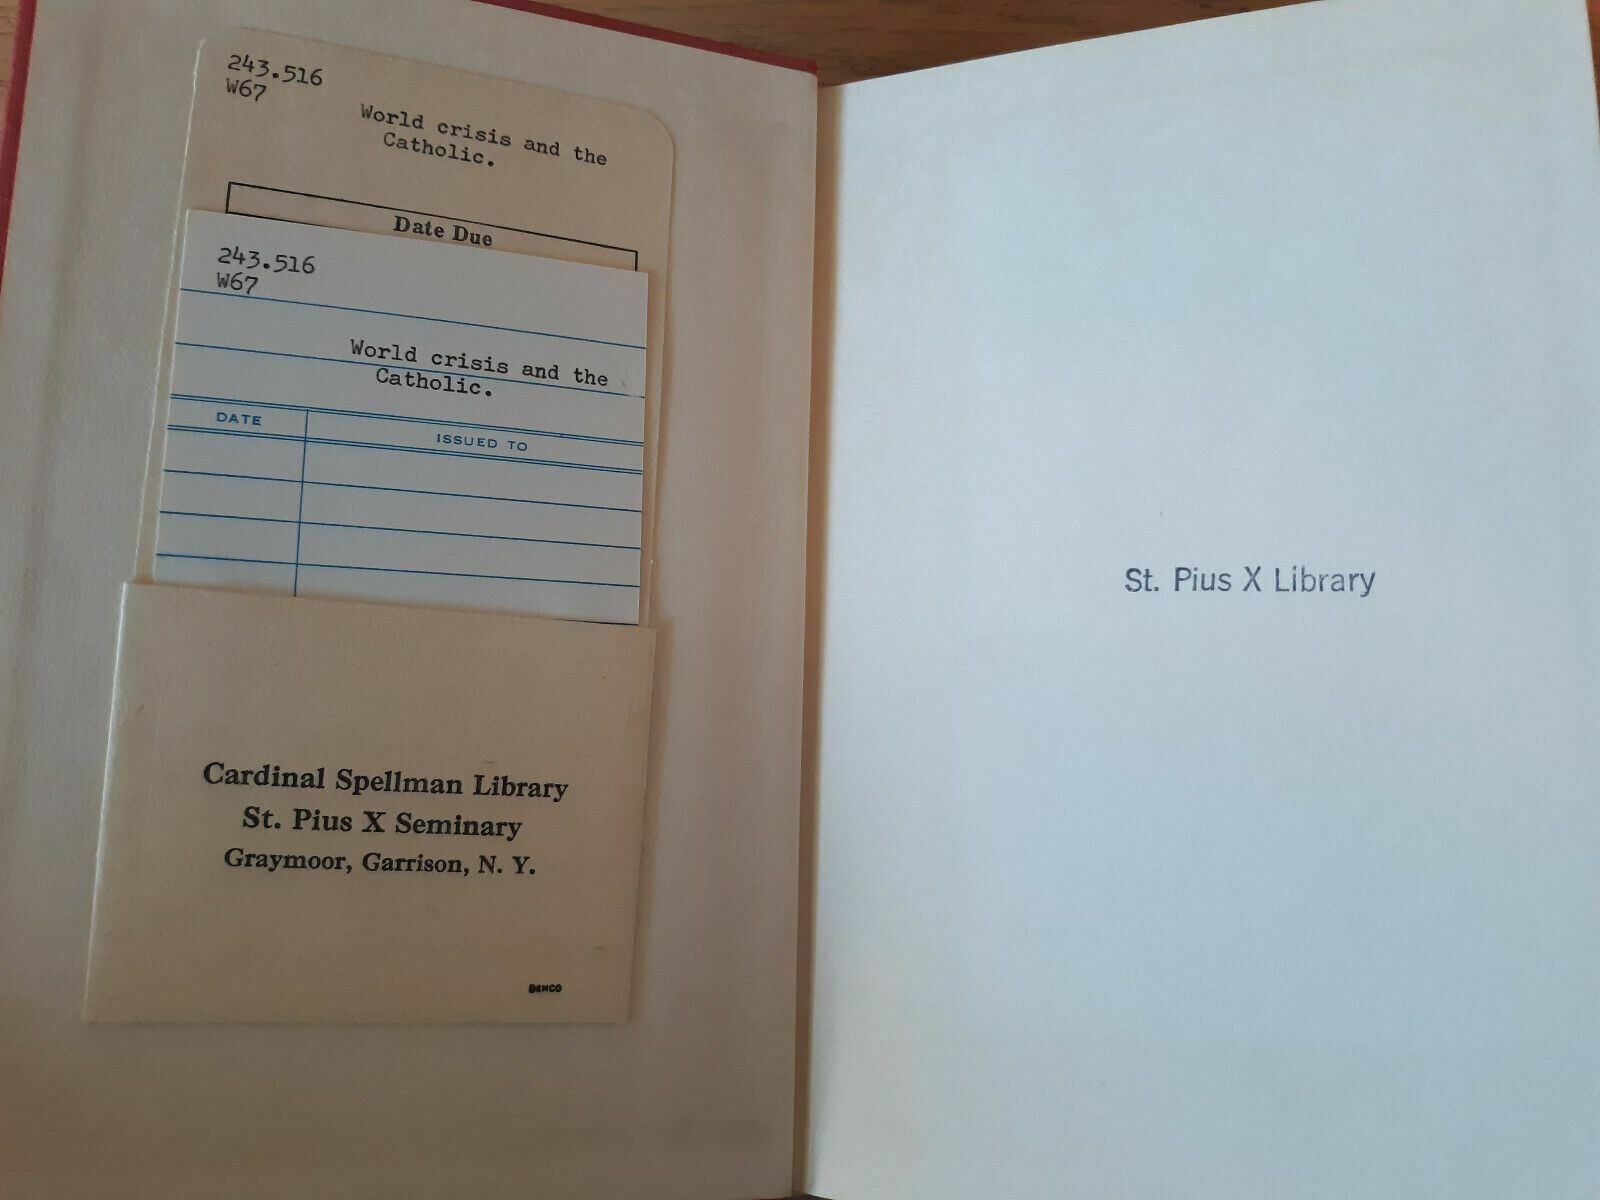 243.516
W67
World crisis and the
Catholic.
Date Due
243.516
W67
World crisis and the
Catholic.
DATE
ISSUED TO
Cardinal Spellman Library
St. Pius X Seminary
Graymoor, Garrison, N. Y.
DEMCO
St. Pius X Library